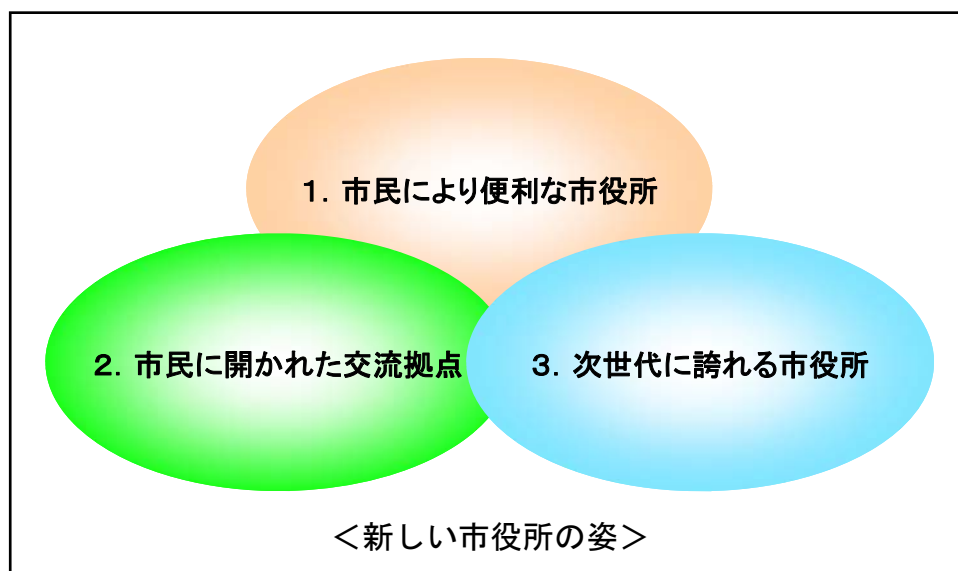 １．市民により便利な市役所
２．市民に開かれた交流拠点
３．次世代に誇れる市役所
＜新しい市役所の姿＞